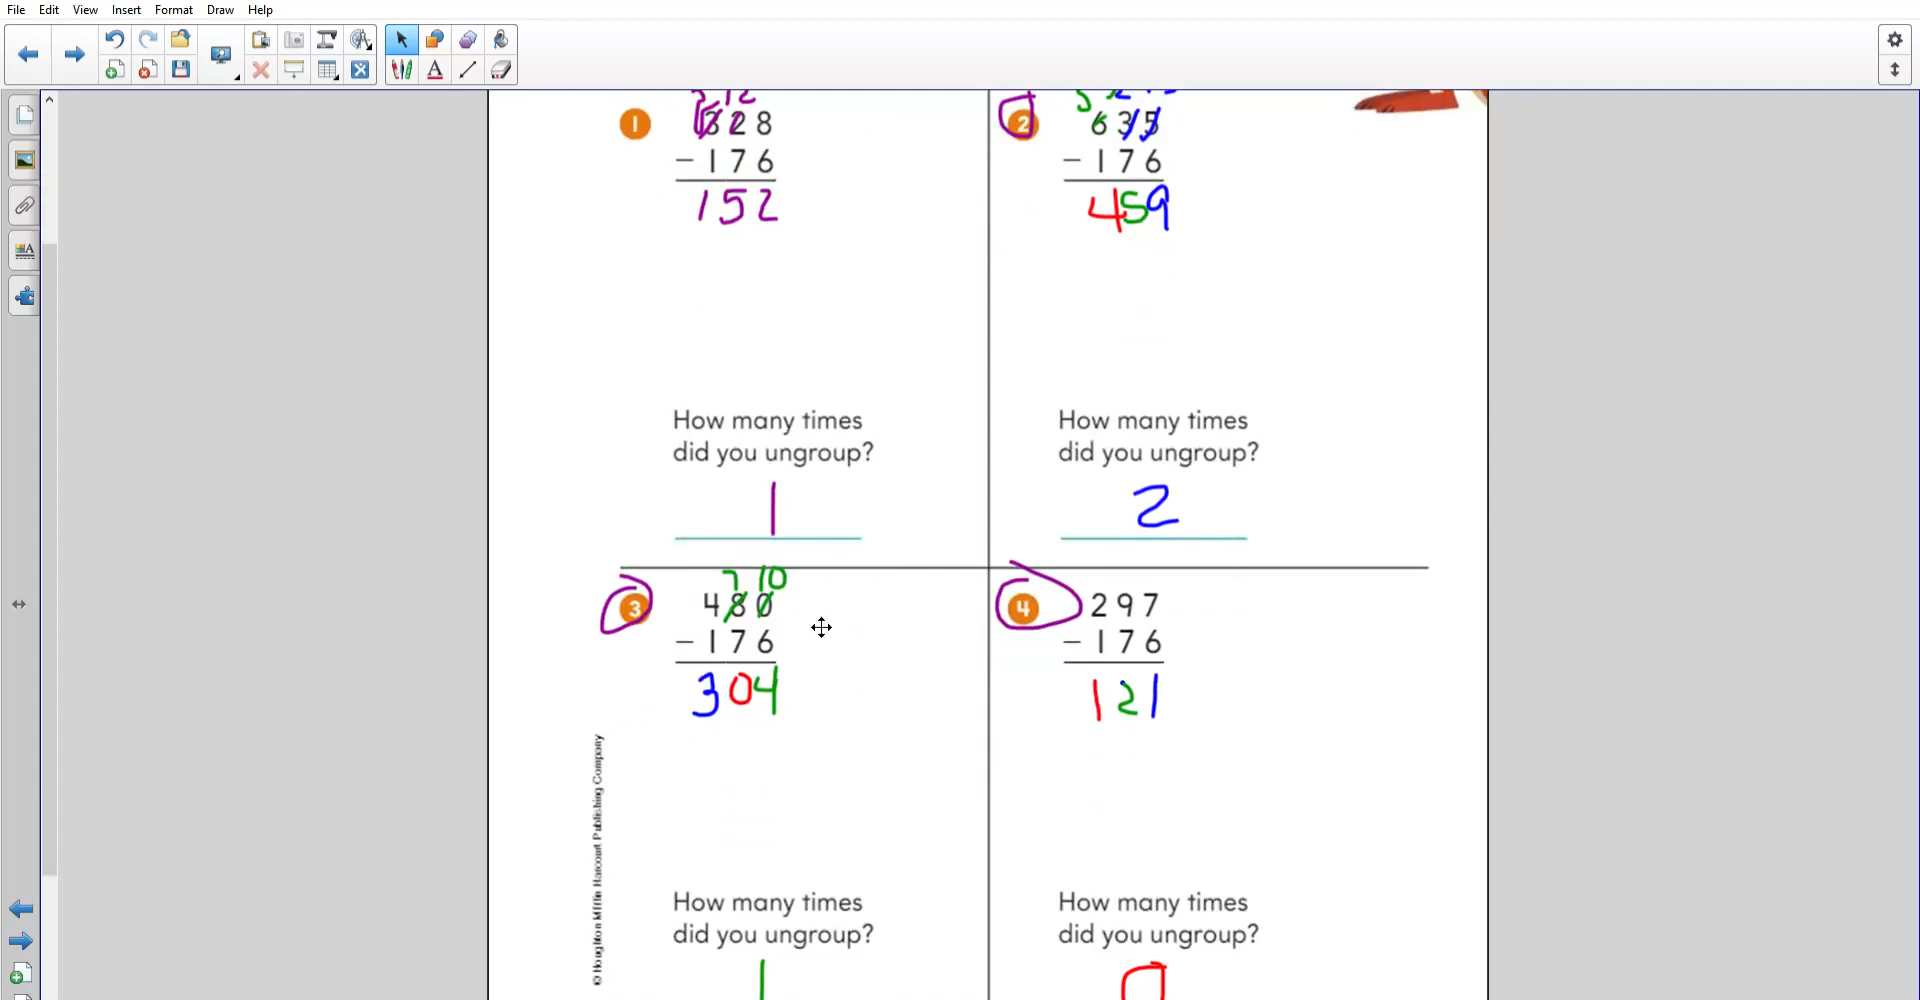 File Edit View Insert Format Draw Help
1
12
328
− 176
152
2
5
635
− 176
459
How many times
did you ungroup?
1
How many times
did you ungroup?
2
3
7 10
480
− 176
304
4
297
− 176
121
© Houghton Mifflin Harcourt Publishing Company
How many times
did you ungroup?
1
How many times
did you ungroup?
0